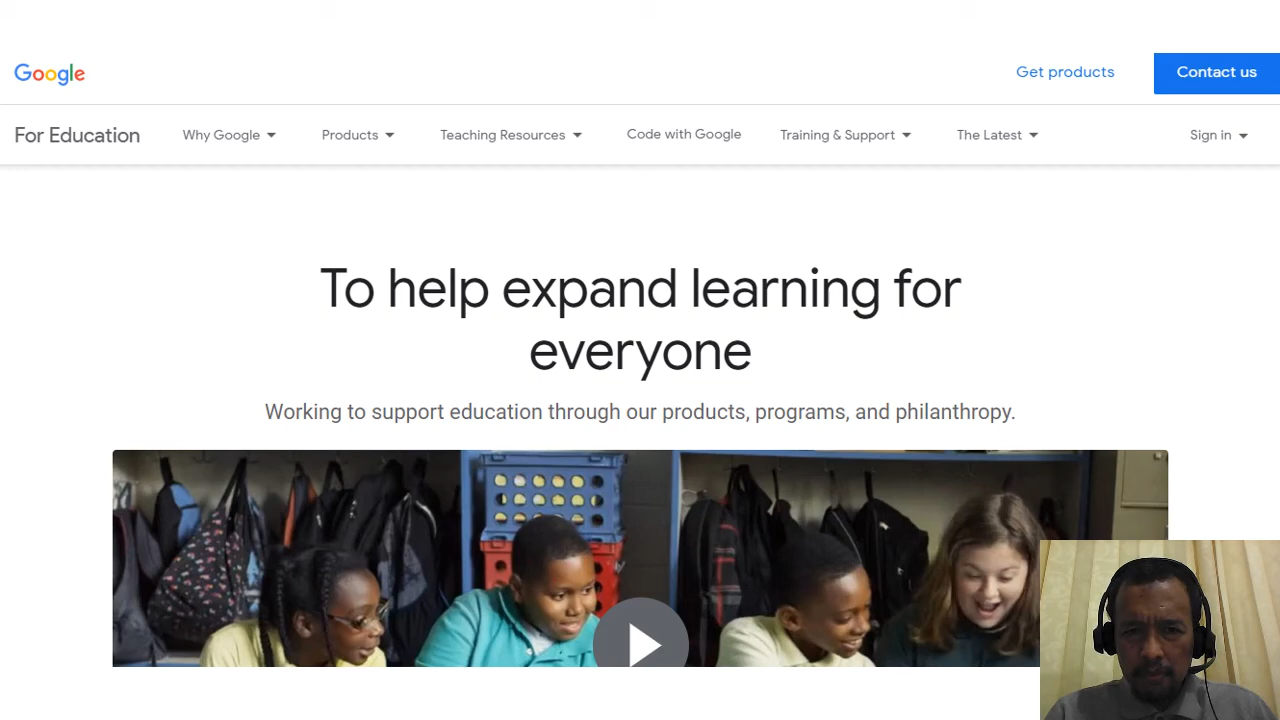 Google
Get products
Contact us
For Education
Why Google
Products
Teaching Resources
Code with Google
Training & Support
The Latest
Sign in
To help expand learning for
everyone
Working to support education through our products, programs, and philanthropy.